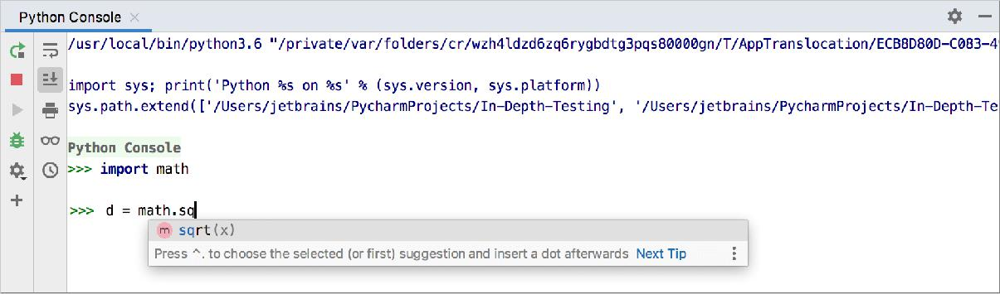 Python Console
/usr/local/bin/python3.6 "/private/var/folders/cr/wzh4ldzd6zq6rygbdtg3pqs80000gn/T/AppTranslocation/ECB8D80D-C083-4
import sys; print('Python %s on %s' % (sys.version, sys.platform))
sys.path.extend(['/Users/jetbrains/PycharmProjects/In-Depth-Testing', '/Users/jetbrains/PycharmProjects/In-Depth-Te
Python Console
>>> import math
>>> d = math.sq
m sqrt(x)
Press ^. to choose the selected (or first) suggestion and insert a dot afterwards Next Tip